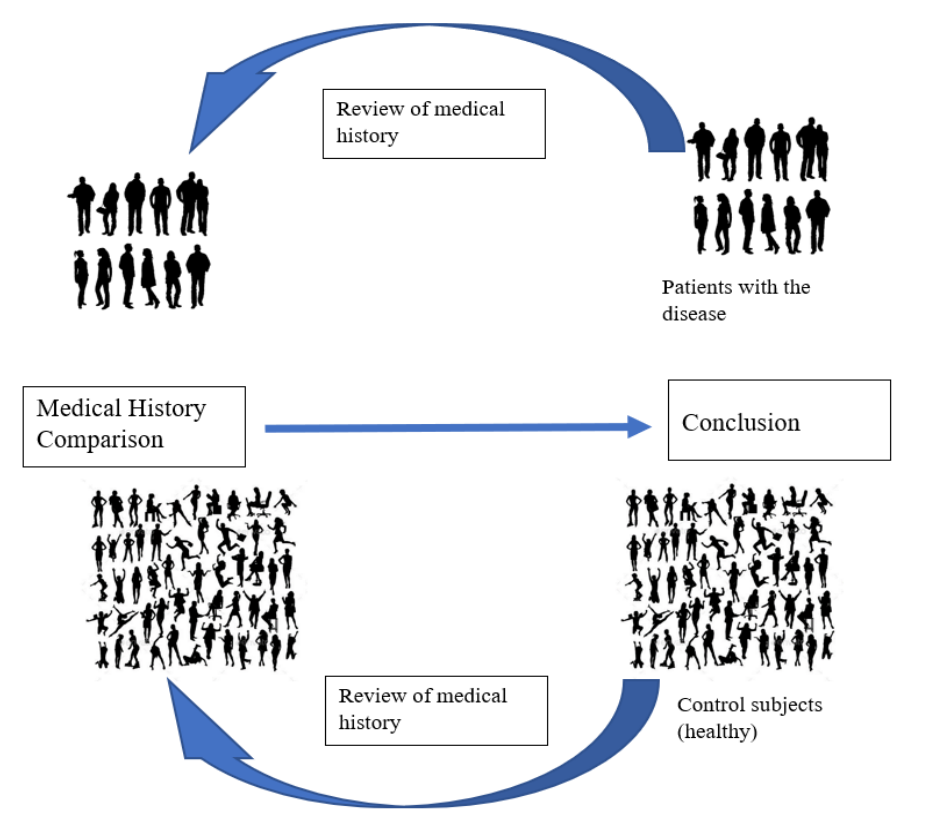 Review of medical
history
Patients with the
disease
Medical History
Comparison
Conclusion
Review of medical
history
Control subjects
(healthy)